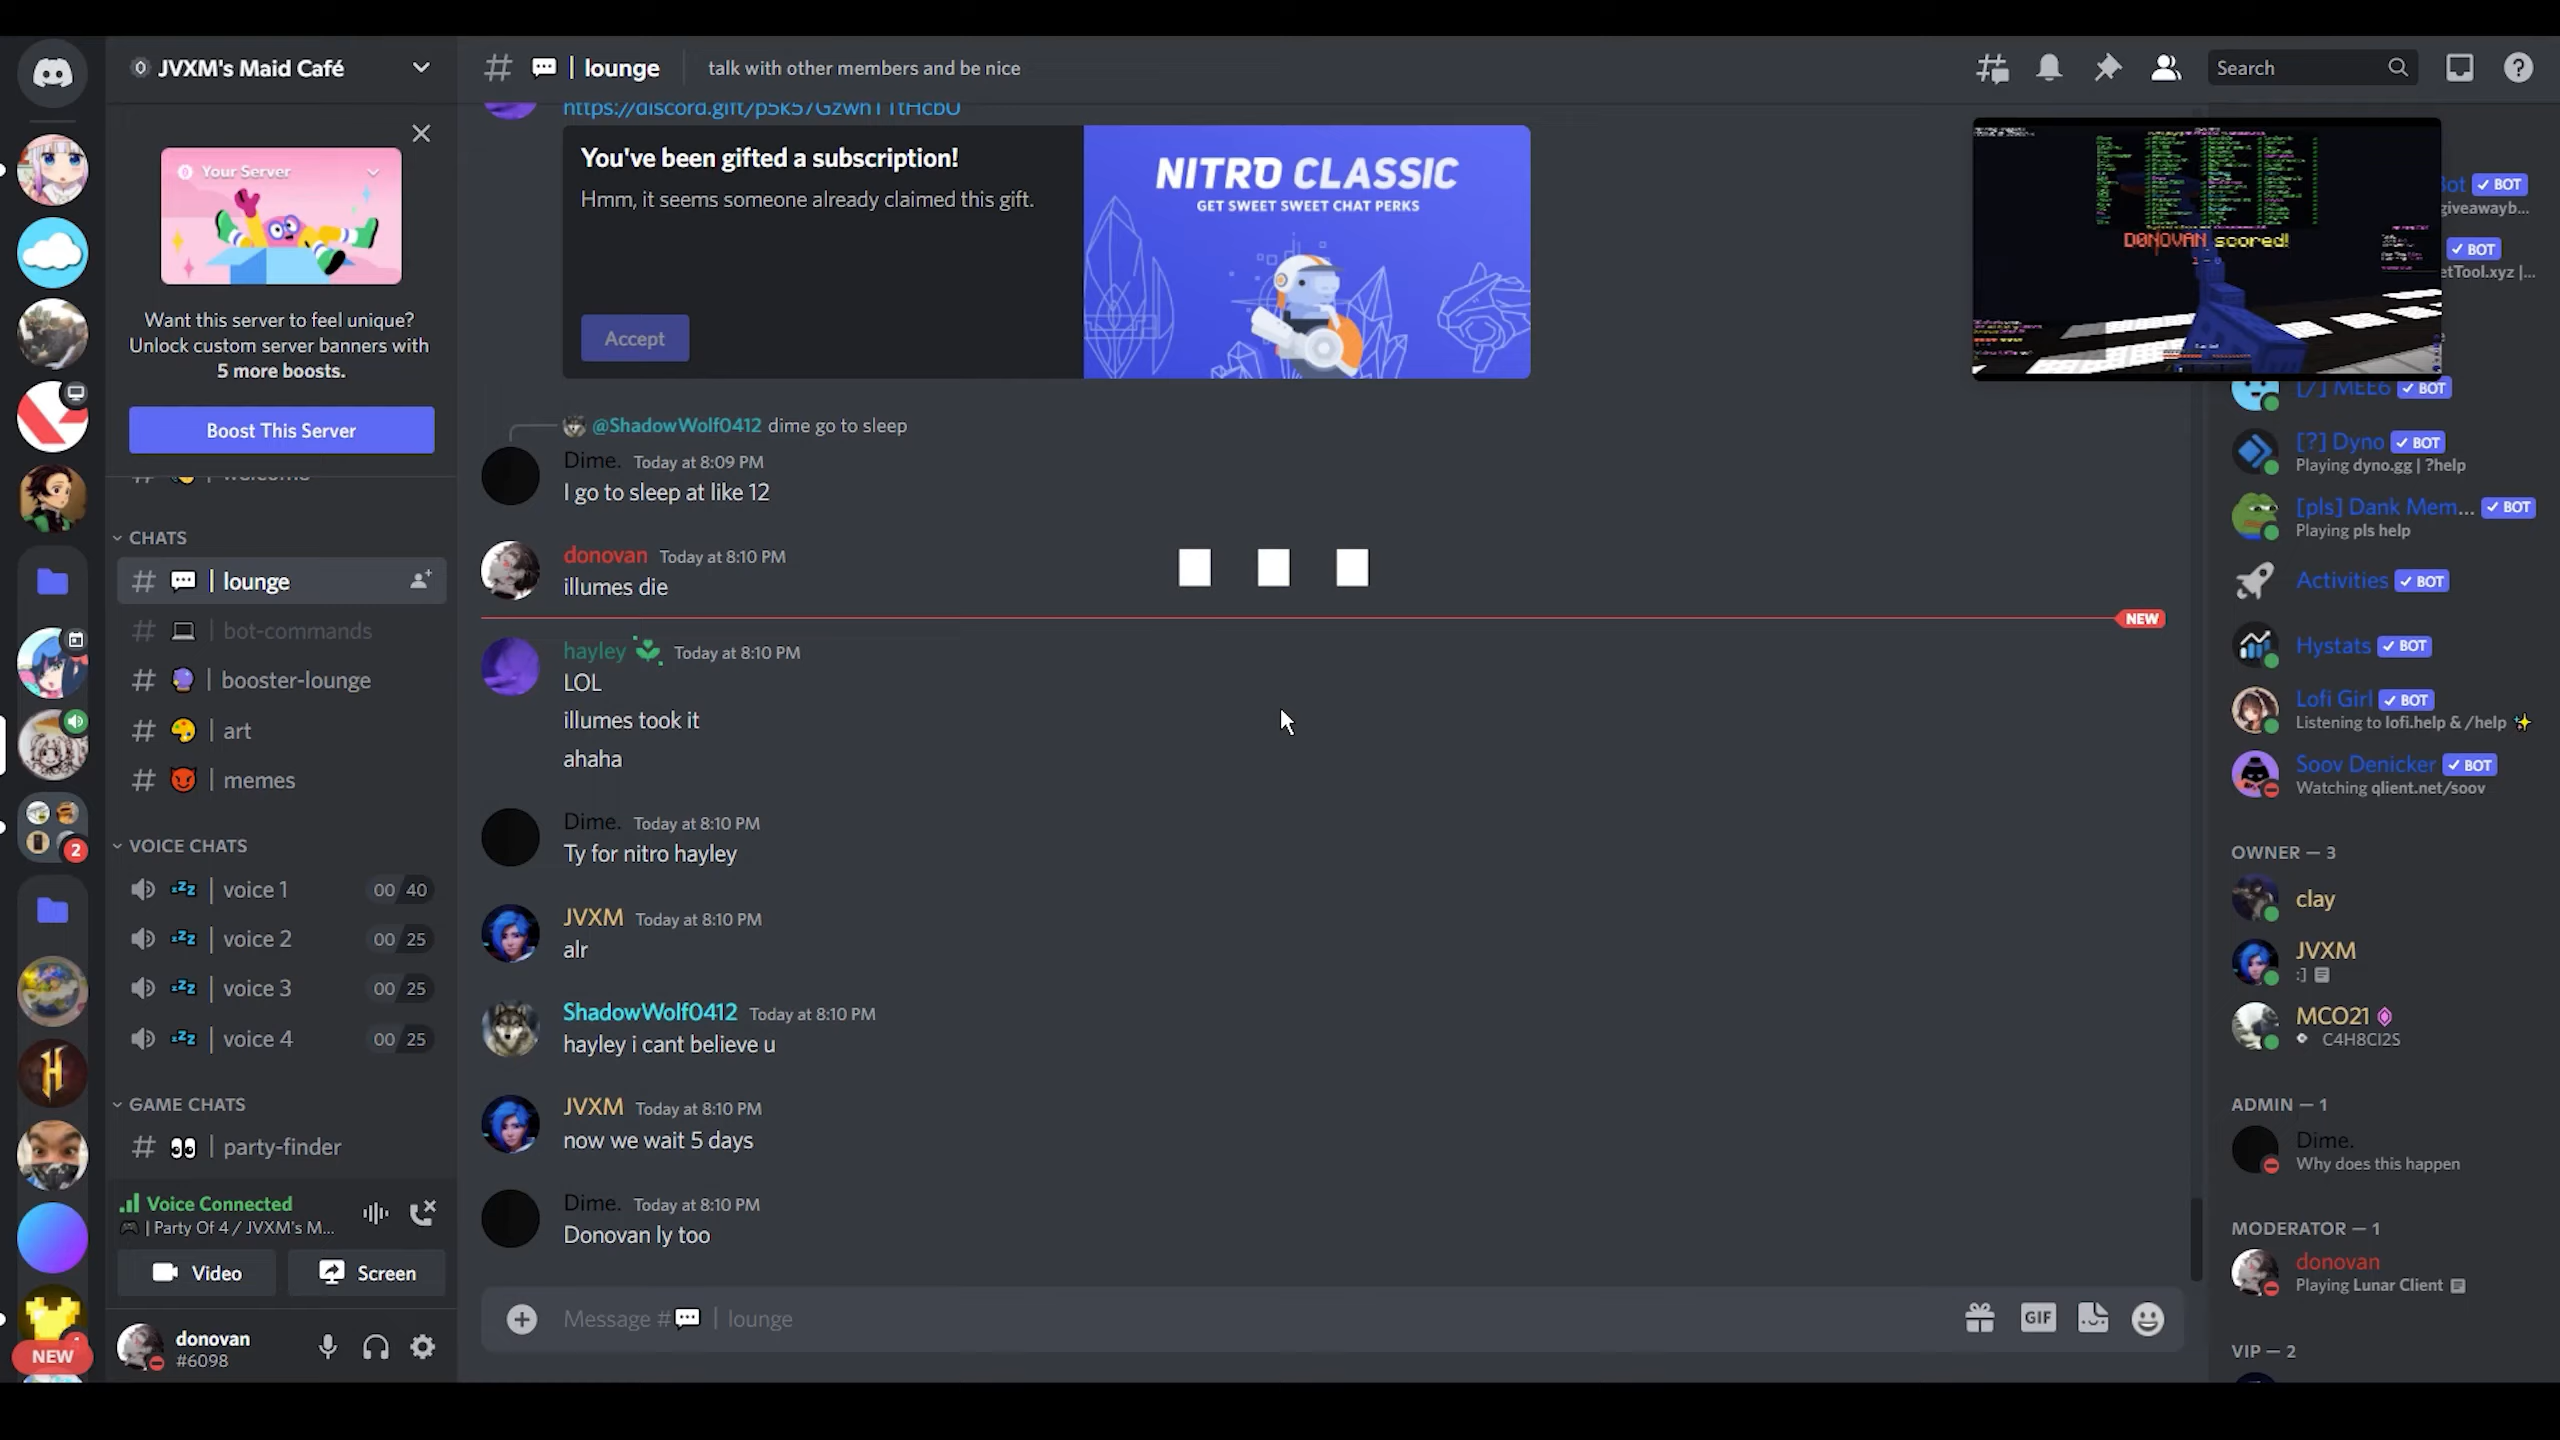 JVXM's Maid Café
lounge
talk with other members and be nice
Search
Your Server
Want this server to feel unique?
Unlock custom server banners with
5 more boosts.
Boost This Server
welcome
CHATS
lounge
bot-commands
booster-lounge
art
memes
VOICE CHATS
voice 1 00 40
voice 2 00 25
voice 3 00 25
voice 4 00 25
GAME CHATS
party-finder
Voice Connected
| Party Of 4 / JVXM's M...
Video
Screen
donovan
#6098
NEW
2
You've been gifted a subscription!
Hmm, it seems someone already claimed this gift.
Accept
NITRO CLASSIC
GET SWEET SWEET CHAT PERKS
@ShadowWolf0412 dime go to sleep
Dime. Today at 8:09 PM
I go to sleep at like 12
donovan Today at 8:10 PM
illumes die
NEW
hayley Today at 8:10 PM
LOL
illumes took it
ahaha
Dime. Today at 8:10 PM
Ty for nitro hayley
JVXM Today at 8:10 PM
alr
ShadowWolf0412 Today at 8:10 PM
hayley i cant believe u
JVXM Today at 8:10 PM
now we wait 5 days
Dime. Today at 8:10 PM
Donovan ly too
Message # | lounge
GIF
D0NOVAN scored!
Bot BOT
giveawayb...
BOT
etTool.xyz |...
[/] MEE6 BOT
[?] Dyno BOT
Playing dyno.gg | ?help
[pls] Dank Mem... BOT
Playing pls help
Activities BOT
Hystats BOT
Lofi Girl BOT
Listening to lofi.help & /help
Soov Denicker BOT
Watching qlient.net/soov
OWNER — 3
clay
JVXM
:]
MCO21
C4H8Cl2S
ADMIN — 1
Dime.
Why does this happen
MODERATOR — 1
donovan
Playing Lunar Client
VIP — 2